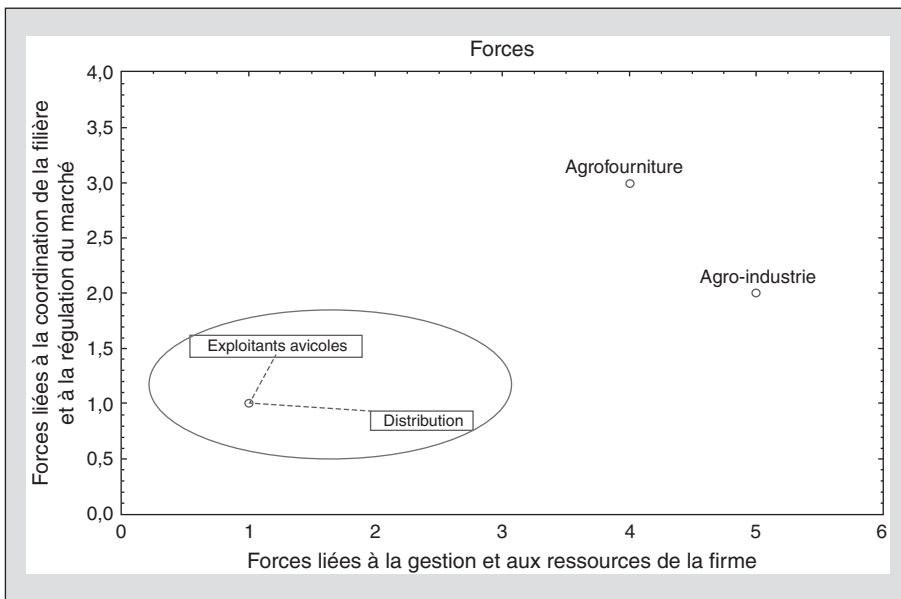 Forces
Forces liées à la coordination de la filière
et à la régulation du marché
4,0
3,5
3,0
2,5
2,0
1,5
1,0
0,5
0,0
Agrofourniture
Agro-industrie
Exploitants avicoles
Distribution
0 1 2 3 4 5 6
Forces liées à la gestion et aux ressources de la firme